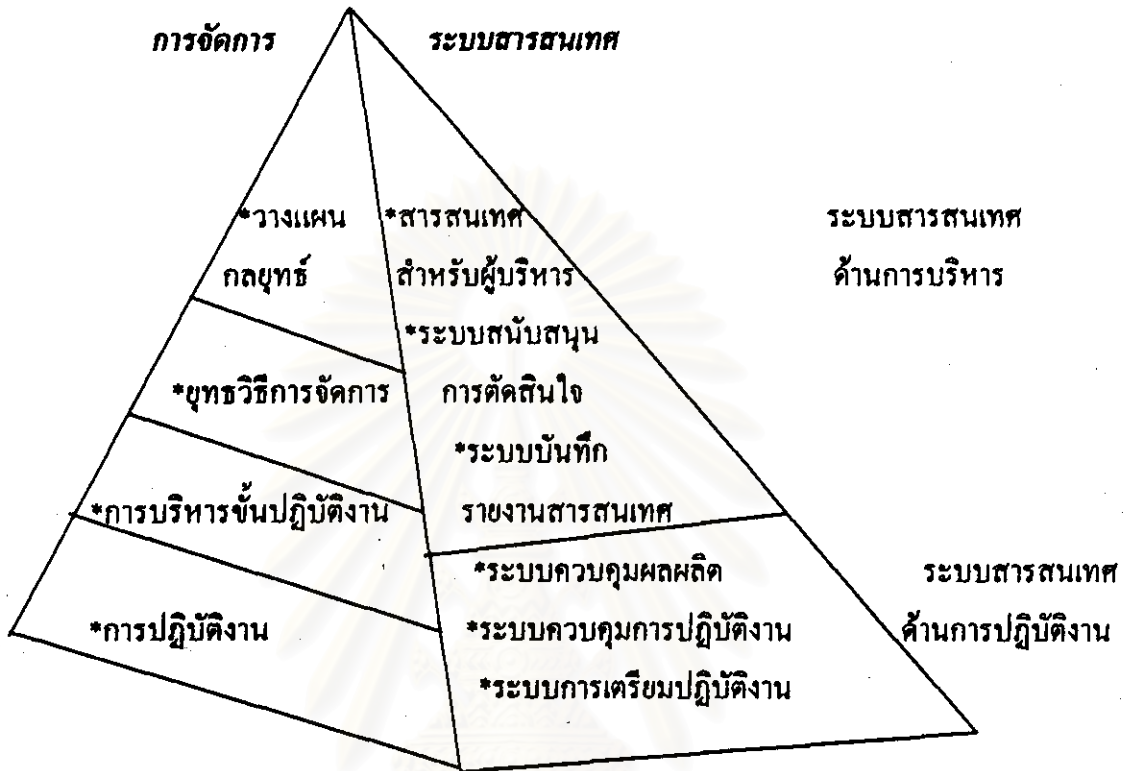 การจัดการ ระบบสารสนเทศ
*วางแผน *สารสนเทศ ระบบสารสนเทศ
กลยุทธ์ สำหรับผู้บริหาร ด้านการบริหาร
*ระบบสนับสนุน
*ยุทธวิธีการจัดการ การตัดสินใจ
*ระบบบันทึก
*การบริหารขั้นปฏิบัติงาน รายงานสารสนเทศ
*ระบบควบคุมผลผลิต ระบบสารสนเทศ
*การปฏิบัติงาน *ระบบควบคุมการปฏิบัติงาน ด้านการปฏิบัติงาน
*ระบบการเตรียมปฏิบัติงาน